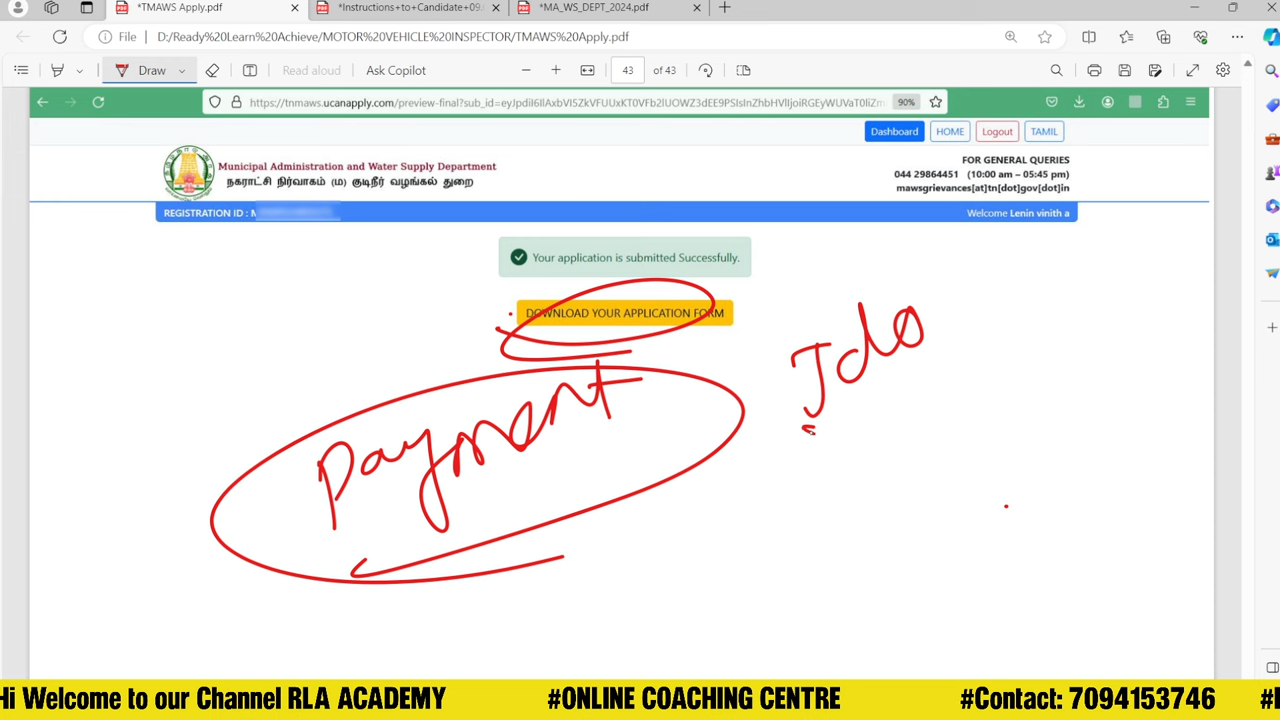 *TMAWS Apply.pdf
*Instructions+to+Candidate+09.
*MA_WS_DEPT_2024.pdf
File D:/Ready%20Learn%20Achieve/MOTOR%20VEHICLE%20INSPECTOR/TMAWS%20Apply.pdf
Draw Read aloud Ask Copilot 43 of 43
90%
Dashboard HOME Logout TAMIL
Municipal Administration and Water Supply Department
நகராட்சி நிர்வாகம் (ம) குடிநீர் வழங்கல் துறை
FOR GENERAL QUERIES
044 29864451 (10:00 am – 05:45 pm)
mawsgrievances[at]tn[dot]gov[dot]in
REGISTRATION ID : M
Welcome Lenin vinith a
Your application is submitted Successfully.
DOWNLOAD YOUR APPLICATION FORM
Payment
Hi Welcome to our Channel RLA ACADEMY #ONLINE COACHING CENTRE #Contact: 7094153746